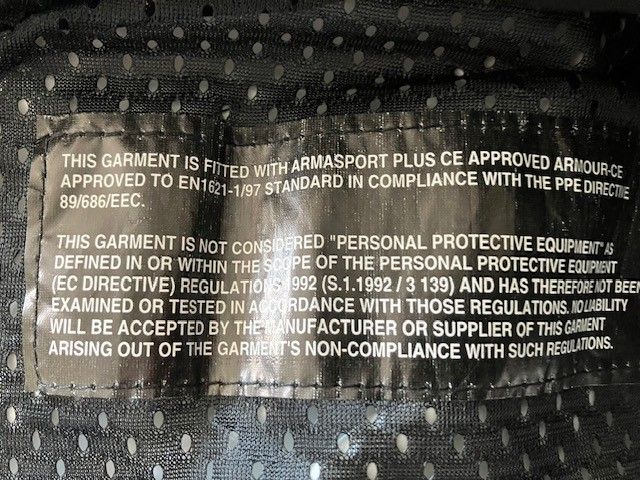 THIS GARMENT IS FITTED WITH ARMASPORT PLUS CE APPROVED ARMOUR-CE
APPROVED TO EN1621-1/97 STANDARD IN COMPLIANCE WITH THE PPE DIRECTIVE
89/686/EEC.
THIS GARMENT IS NOT CONSIDERED "PERSONAL PROTECTIVE EQUIPMENT" AS
DEFINED IN OR WITHIN THE SCOPE OF THE PERSONAL PROTECTIVE EQUIPMENT
(EC DIRECTIVE) REGULATIONS 1992 (S.1.1992 / 3 139) AND HAS THEREFORE NOT BEEN
EXAMINED OR TESTED IN ACCORDANCE WITH THOSE REGULATIONS. NO LIABILITY
WILL BE ACCEPTED BY THE MANUFACTURER OR SUPPLIER OF THIS GARMENT
ARISING OUT OF THE GARMENT'S NON-COMPLIANCE WITH SUCH REGULATIONS.